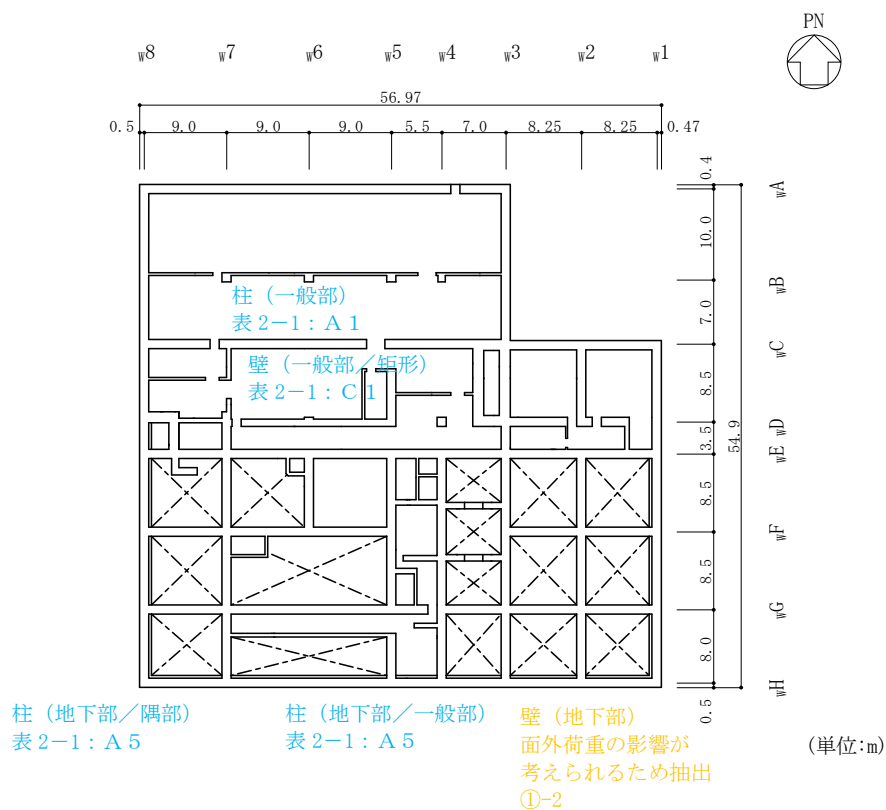 PN
w8 w7 w6 w5 w4 w3 w2 w1
56.97
0.5 9.0 9.0 9.0 5.5 7.0 8.25 8.25 0.47
wA
wB
wC
wD
wE
wF
wG
wH
0.4
10.0
7.0
8.5
3.5
8.5
8.5
8.0
0.5
54.9
柱（一般部）
表2-1：A1
壁（一般部／矩形）
表2-1：C1
柱（地下部／隅部）
表2-1：A5
柱（地下部／一般部）
表2-1：A5
壁（地下部）
面外荷重の影響が
考えられるため抽出
①-2
(単位:m)